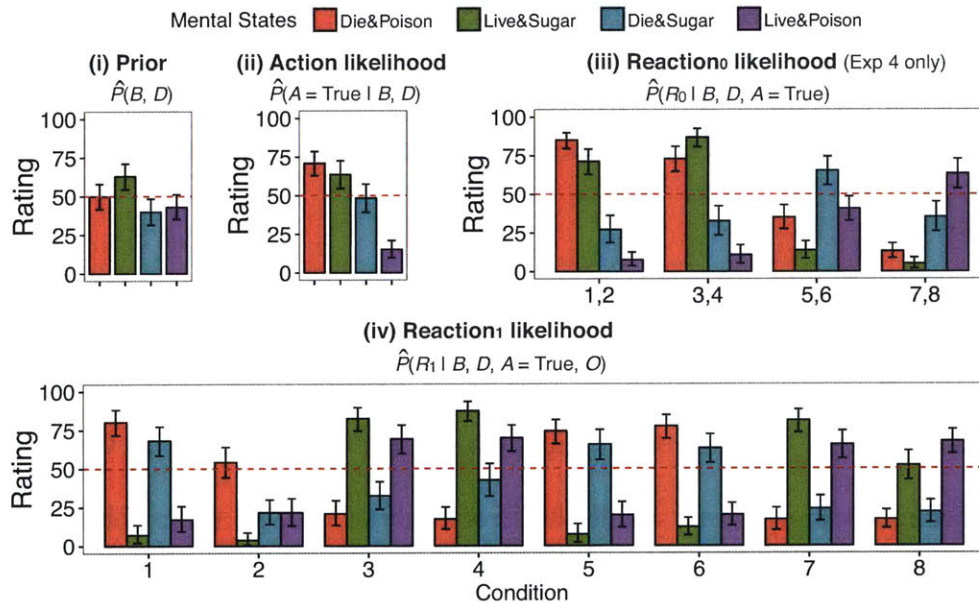 Mental States Die&Poison Live&Sugar Die&Sugar Live&Poison
(i) Prior
P̂(B, D)
(ii) Action likelihood
P̂(A = True | B, D)
(iii) Reaction₀ likelihood (Exp 4 only)
P̂(R₀ | B, D, A = True)
Rating
100
75
50
25
0
Rating
100
75
50
25
0
Rating
100
75
50
25
0
1,2 3,4 5,6 7,8
(iv) Reaction₁ likelihood
P̂(R₁ | B, D, A = True, O)
Rating
100
75
50
25
0
1 2 3 4 5 6 7 8
Condition